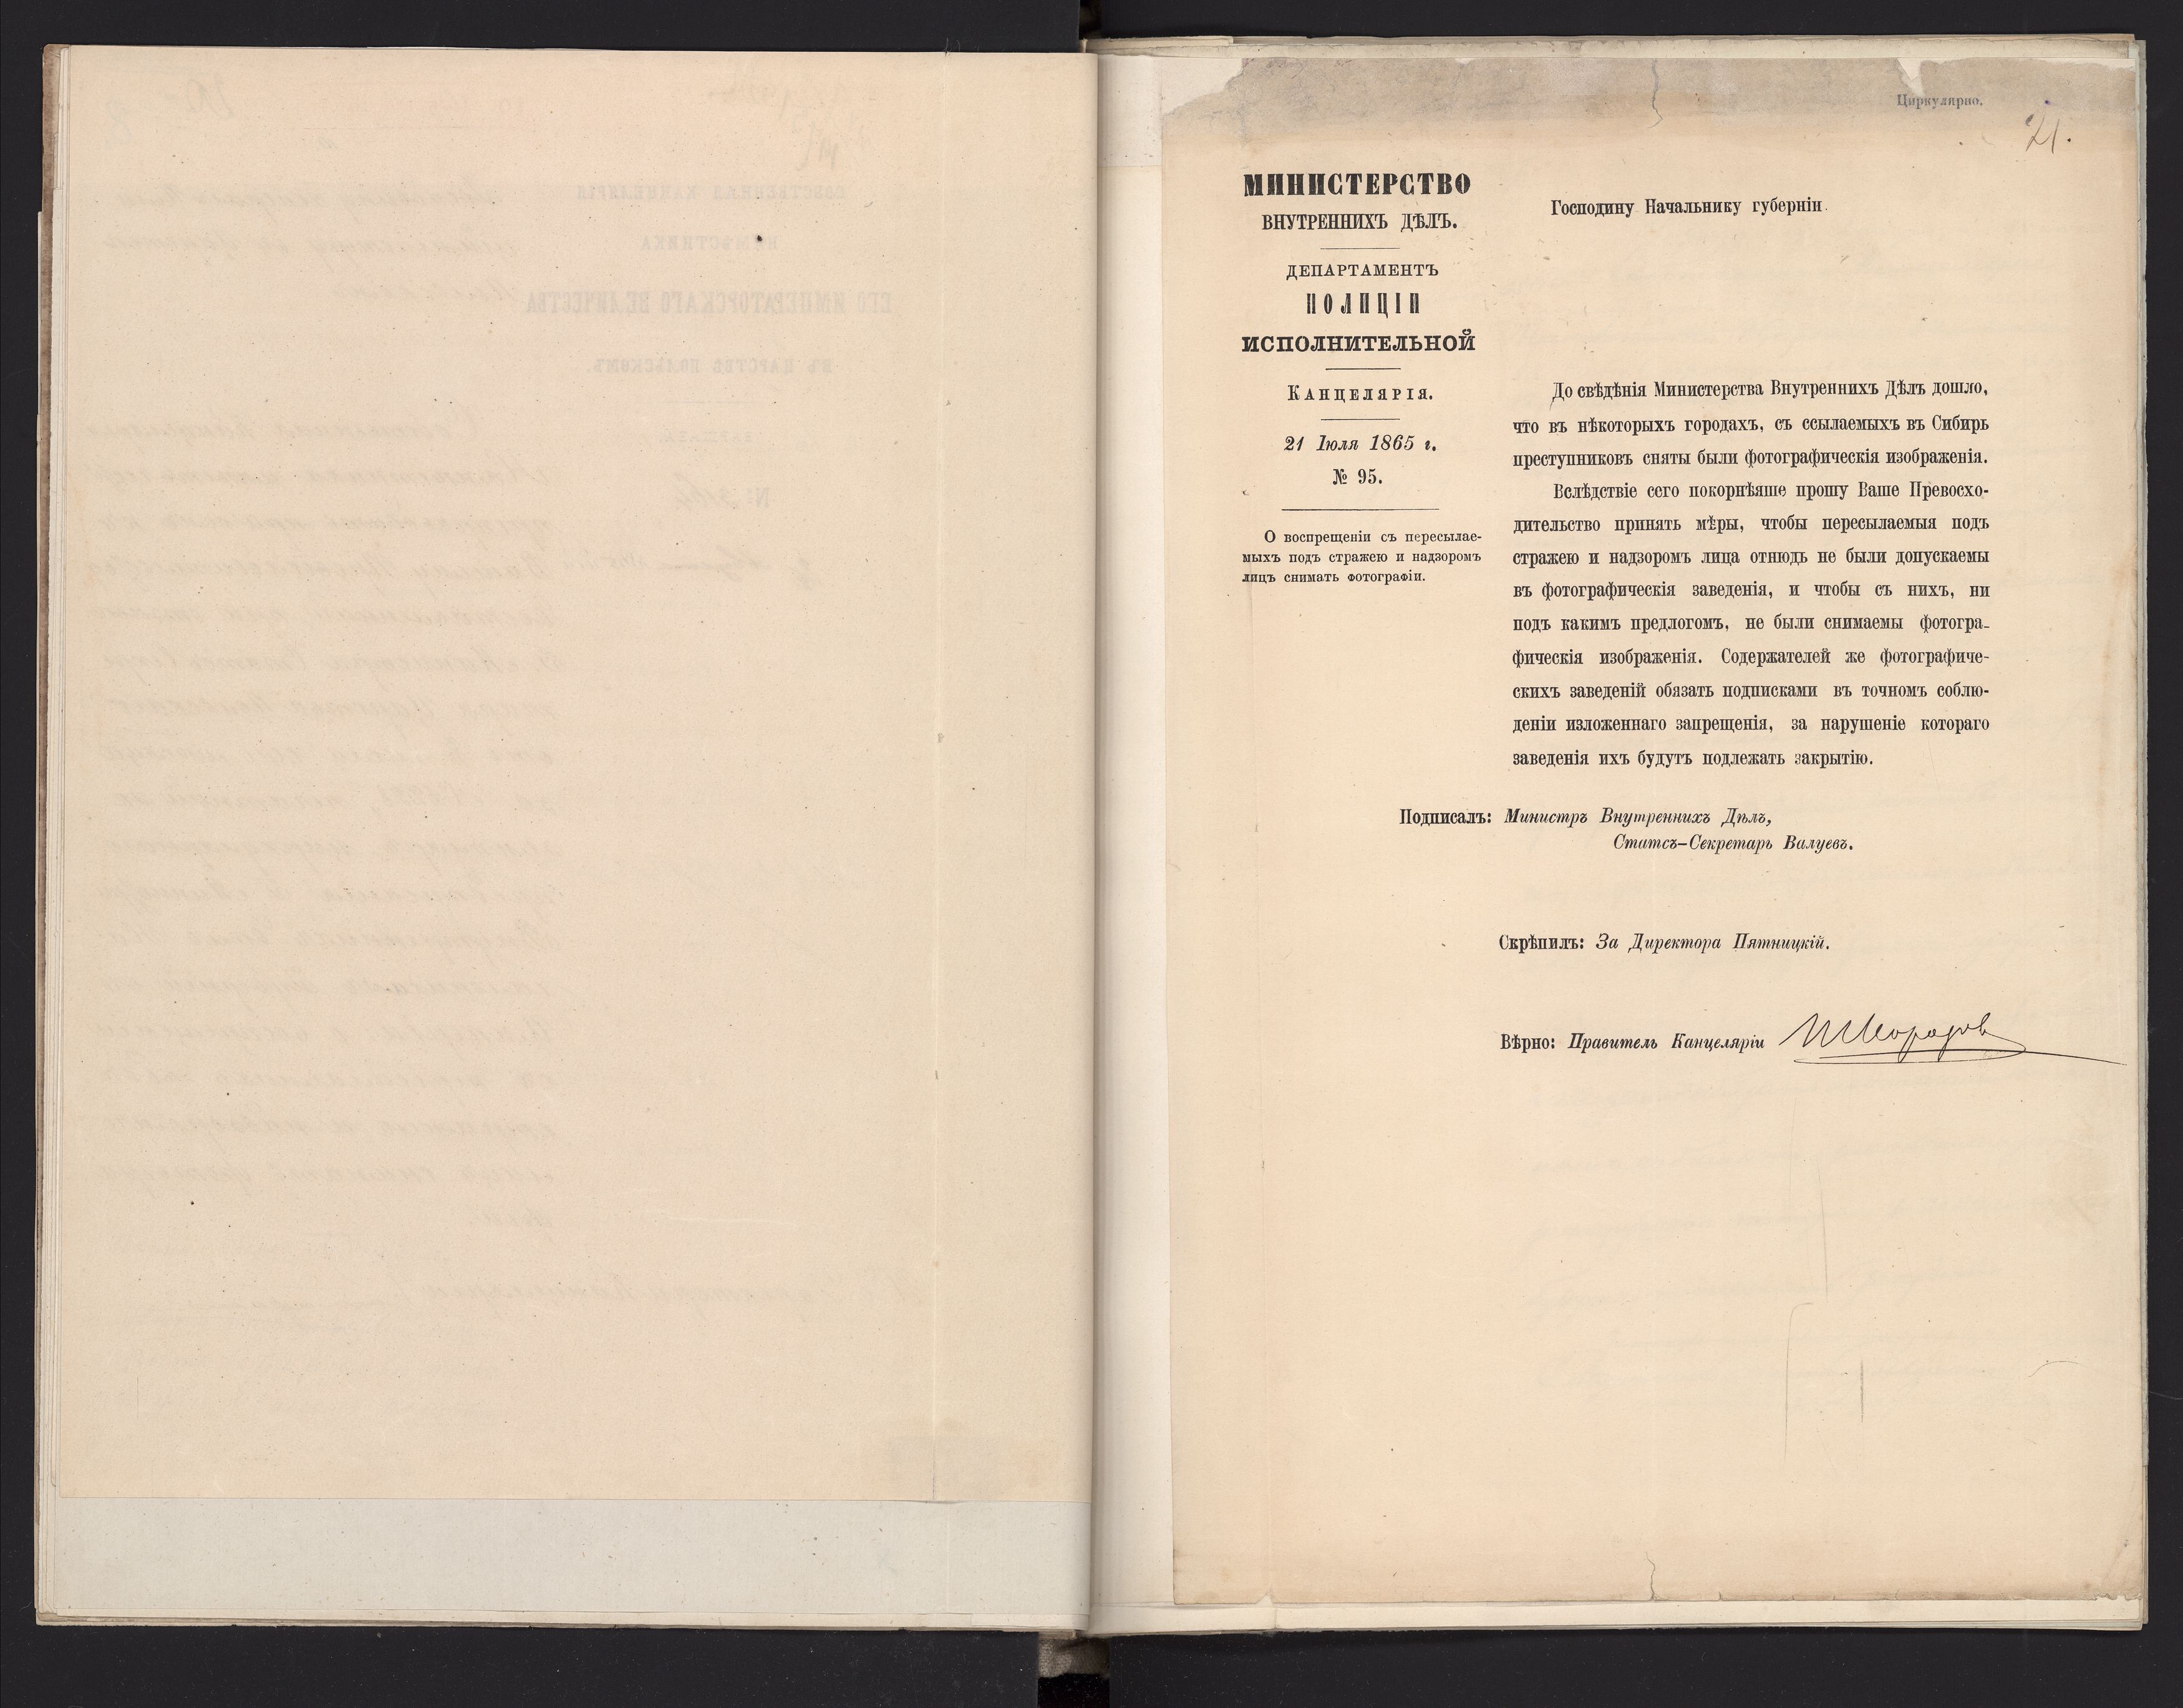 Циркулярно.
21.
МИНИСТЕРСТВО
ВНУТРЕННИХЪ ДѢЛЪ.
ДЕПАРТАМЕНТЪ
ПОЛИЦІИ
ИСПОЛНИТЕЛЬНОЙ
КАНЦЕЛЯРІЯ.
21 Іюля 1865 г.
№ 95.
О воспрещеніи съ пересылае-
мыхъ подъ стражею и надзоромъ
лицъ снимать фотографіи.
Господину Начальнику губерніи.
До свѣдѣнія Министерства Внутреннихъ Дѣлъ дошло,
что въ нѣкоторыхъ городахъ, съ ссылаемыхъ въ Сибирь
преступниковъ сняты были фотографическія изображенія.
Вслѣдствіе сего покорнѣяше прошу Ваше Превосхо-
дительство принять мѣры, чтобы пересылаемыя подъ
стражею и надзоромъ лица отнюдь не были допускаемы
въ фотографическія заведенія, и чтобы съ нихъ, ни
подъ какимъ предлогомъ, не были снимаемы фотогра-
фическія изображенія. Содержателей же фотографиче-
скихъ заведеній обязать подписками въ точномъ соблю-
деніи изложеннаго запрещенія, за нарушеніе котораго
заведенія ихъ будутъ подлежать закрытію.
Подписалъ: Министръ Внутреннихъ Дѣлъ,
Статсъ-Секретарь Валуевъ.
Скрѣпилъ: За Директора Пятницкій.
Вѣрно: Правитель Канцеляріи